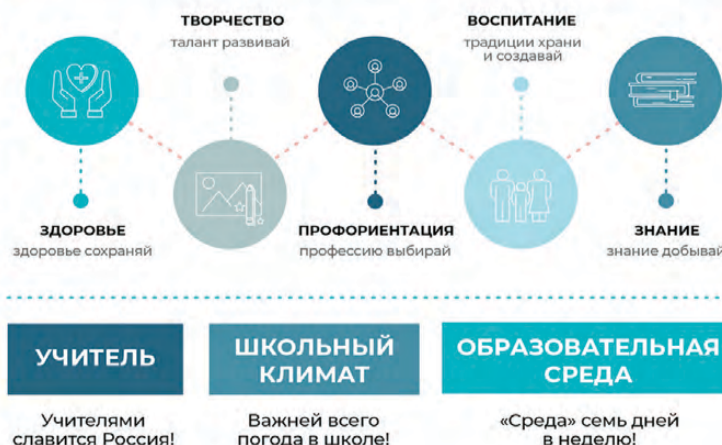 ТВОРЧЕСТВО
талант развивай
ВОСПИТАНИЕ
традиции храни
и создавай
ЗДОРОВЬЕ
здоровье сохраняй
ПРОФОРИЕНТАЦИЯ
профессию выбирай
ЗНАНИЕ
знание добывай
УЧИТЕЛЬ
Учителями
славится Россия!
ШКОЛЬНЫЙ
КЛИМАТ
Важней всего
погода в школе!
ОБРАЗОВАТЕЛЬНАЯ
СРЕДА
«Среда» семь дней
в неделю!